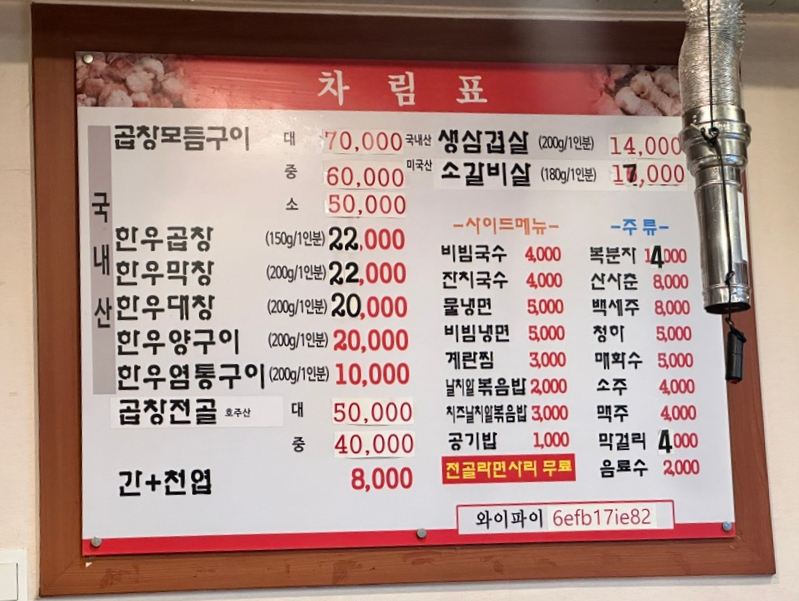 차림표
국내산
곱창모듬구이 대 70,000
중 60,000
소 50,000
한우곱창 (150g/1인분) 22,000
한우막창 (200g/1인분) 22,000
한우대창 (200g/1인분) 20,000
한우양구이 (200g/1인분) 20,000
한우염통구이 (200g/1인분) 10,000
곱창전골 호주산 대 50,000
중 40,000
간+천엽 8,000
국내산 생삼겹살 (200g/1인분) 14,000
미국산 소갈비살 (180g/1인분) 17,000
-사이드메뉴-
비빔국수 4,000
잔치국수 4,000
물냉면 5,000
비빔냉면 5,000
계란찜 3,000
날치알볶음밥 2,000
치즈날치알볶음밥 3,000
공기밥 1,000
전골라면사리 무료
-주류-
복분자 14,000
산사춘 8,000
백세주 8,000
청하 5,000
매화수 5,000
소주 4,000
맥주 4,000
막걸리 4,000
음료수 2,000
와이파이 6efb17ie82